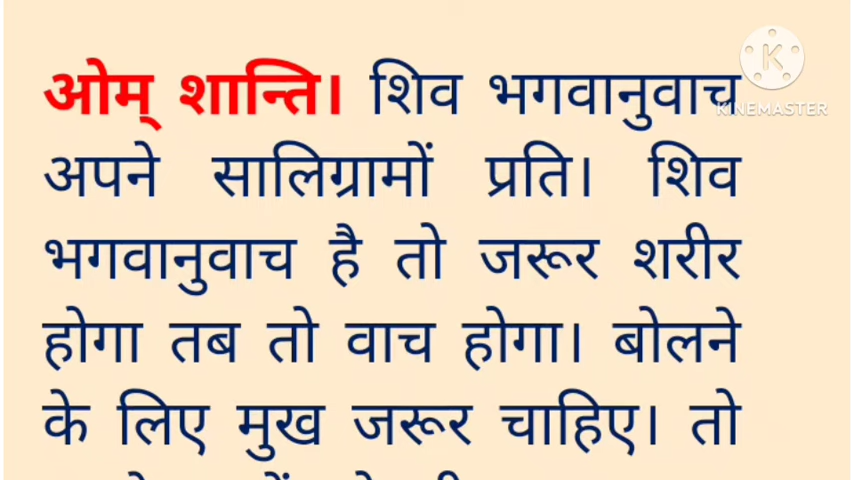 ओम् शान्ति। शिव भगवानुवाच
अपने सालिग्रामों प्रति। शिव
भगवानुवाच है तो जरूर शरीर
होगा तब तो वाच होगा। बोलने
के लिए मुख जरूर चाहिए। तो
K
KINEMASTER